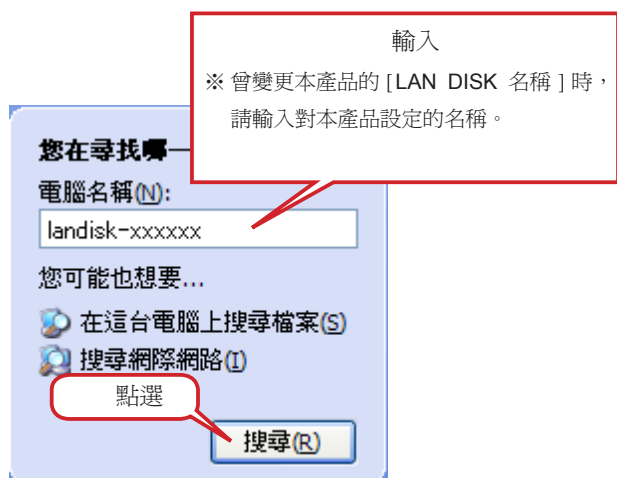 輸入
※ 曾變更本產品的 [ LAN DISK 名稱 ] 時，
請輸入對本產品設定的名稱。
您在尋找哪一
電腦名稱(N):
landisk-xxxxxx
您可能也想要...
在這台電腦上搜尋檔案(S)
搜尋網際網路(I)
點選
搜尋(R)